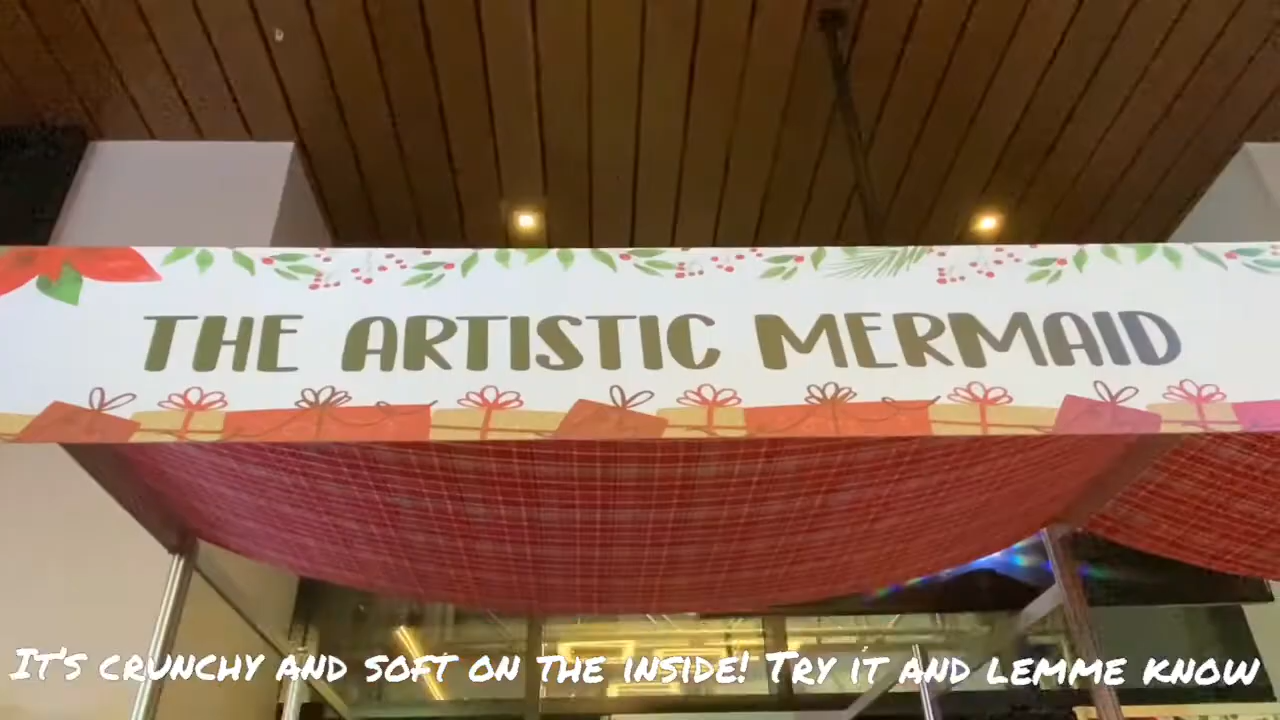 THE ARTISTIC MERMAID
IT'S CRUNCHY AND SOFT ON THE INSIDE! TRY IT AND LEMME KNOW